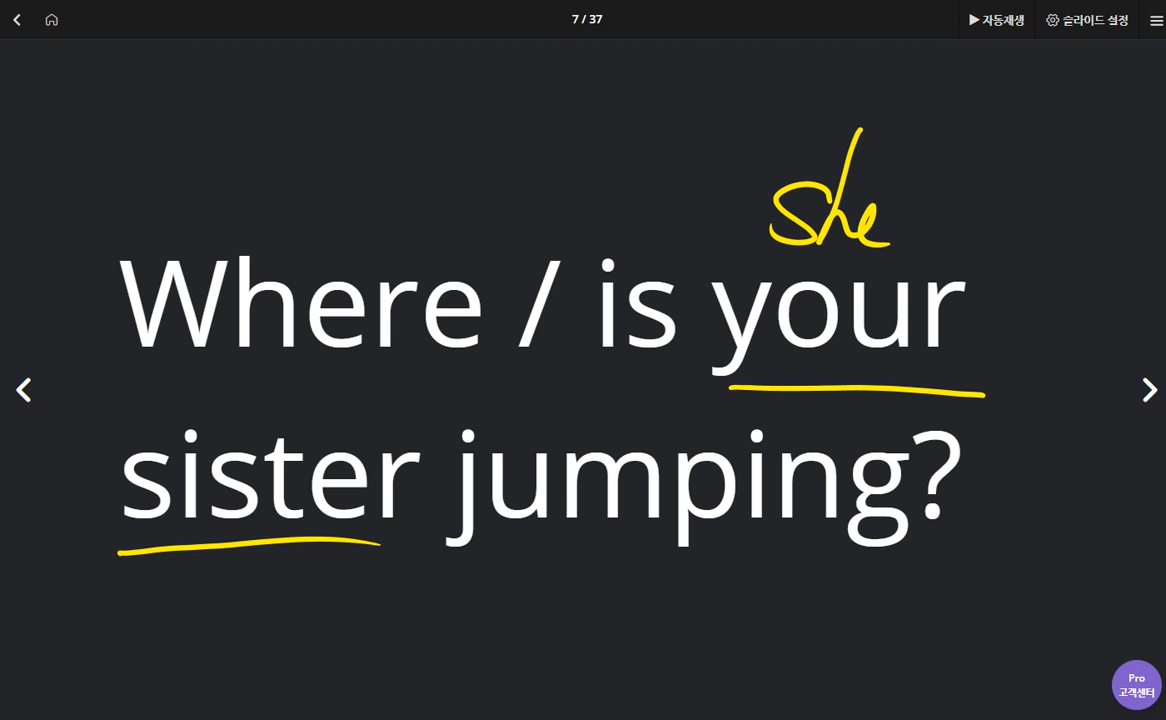 7 / 37
▶ 자동재생
슬라이드 설정
she
Where / is your
sister jumping?
Pro
고객센터